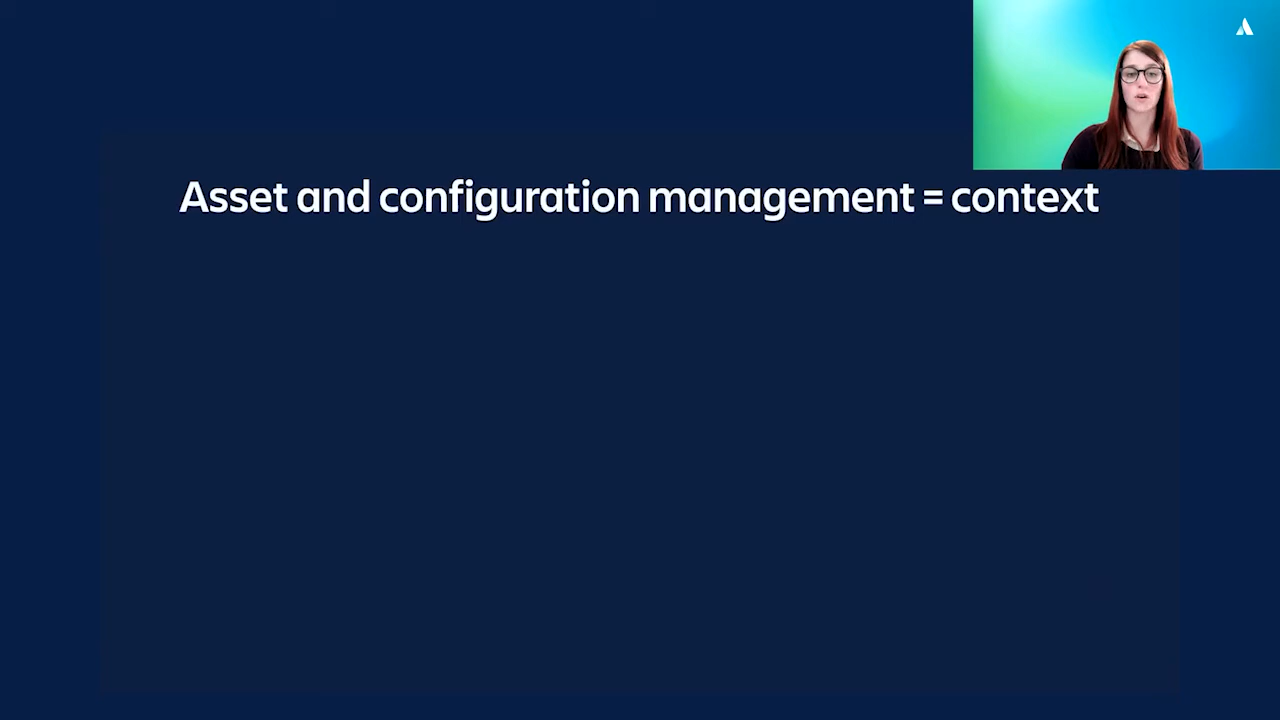 Asset and configuration management = context